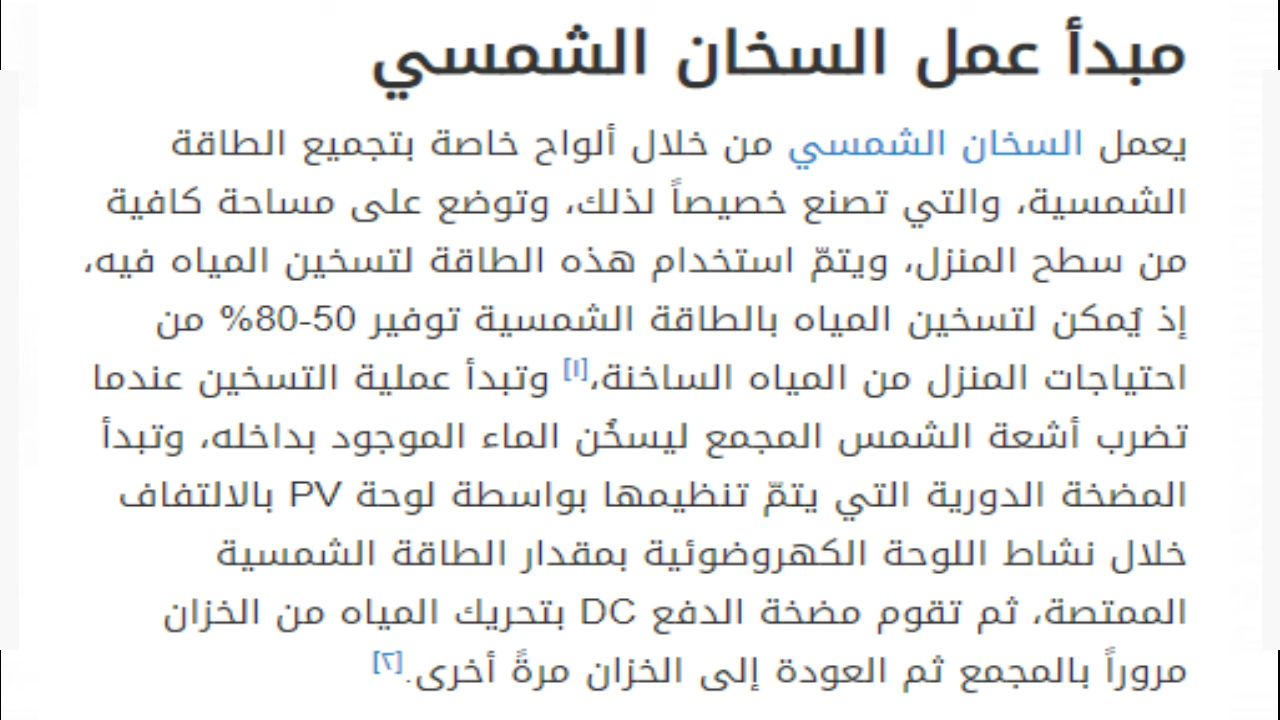 مبدأ عمل السخان الشمسي
يعمل السخان الشمسي من خلال ألواح خاصة بتجميع الطاقة
الشمسية، والتي تصنع خصيصاً لذلك، وتوضع على مساحة كافية
من سطح المنزل، ويتمّ استخدام هذه الطاقة لتسخين المياه فيه،
إذ يُمكن لتسخين المياه بالطاقة الشمسية توفير 50-80% من
احتياجات المنزل من المياه الساخنة،[١] وتبدأ عملية التسخين عندما
تضرب أشعة الشمس المجمع ليسخُن الماء الموجود بداخله، وتبدأ
المضخة الدورية التي يتمّ تنظيمها بواسطة لوحة PV بالالتفاف
خلال نشاط اللوحة الكهروضوئية بمقدار الطاقة الشمسية
الممتصة، ثم تقوم مضخة الدفع DC بتحريك المياه من الخزان
مروراً بالمجمع ثم العودة إلى الخزان مرةً أخرى.[٢]